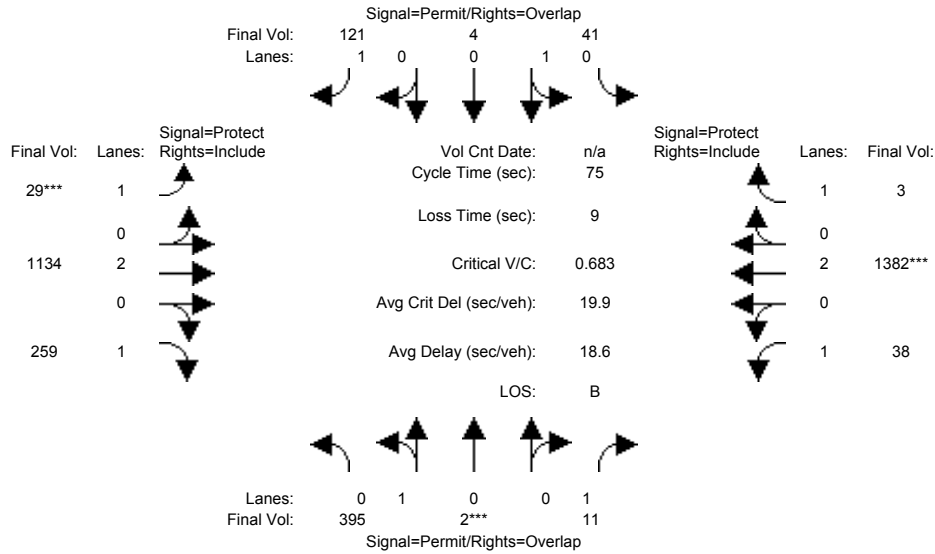 Signal=Permit/Rights=Overlap
Final Vol: 121 4 41
Lanes: 1 0 0 1 0
Signal=Protect
Final Vol: Lanes: Rights=Include
Vol Cnt Date: n/a
Signal=Protect
Rights=Include Lanes: Final Vol:
Cycle Time (sec): 75
29*** 1
1 3
Loss Time (sec): 9
0
0
1134 2
Critical V/C: 0.683
2 1382***
0
Avg Crit Del (sec/veh): 19.9
0
259 1
Avg Delay (sec/veh): 18.6
1 38
LOS: B
Lanes: 0 1 0 0 1
Final Vol: 395 2*** 11
Signal=Permit/Rights=Overlap